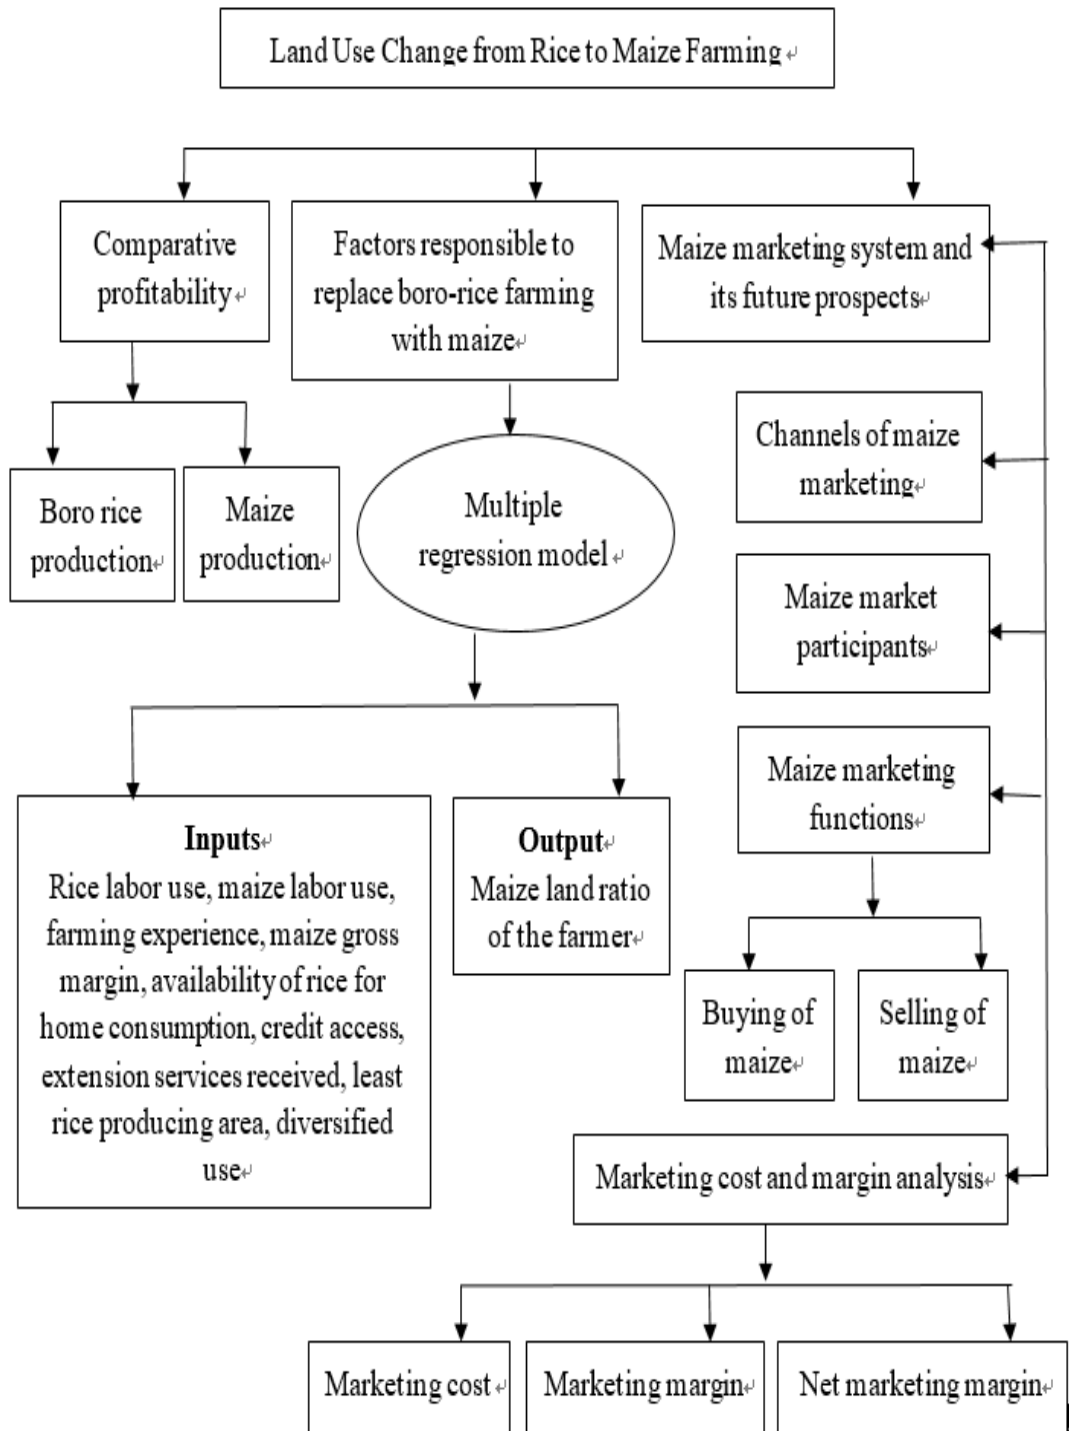 Land Use Change from Rice to Maize Farming
Comparative
profitability
Factors responsible to
replace boro-rice farming
with maize
Maize marketing system and
its future prospects
Channels of maize
marketing
Boro rice
production
Maize
production
Multiple
regression model
Maize market
participants
Maize marketing
functions
Inputs
Rice labor use, maize labor use,
farming experience, maize gross
margin, availability of rice for
home consumption, credit access,
extension services received, least
rice producing area, diversified
use
Output
Maize land ratio
of the farmer
Buying of
maize
Selling of
maize
Marketing cost and margin analysis
Marketing cost
Marketing margin
Net marketing margin